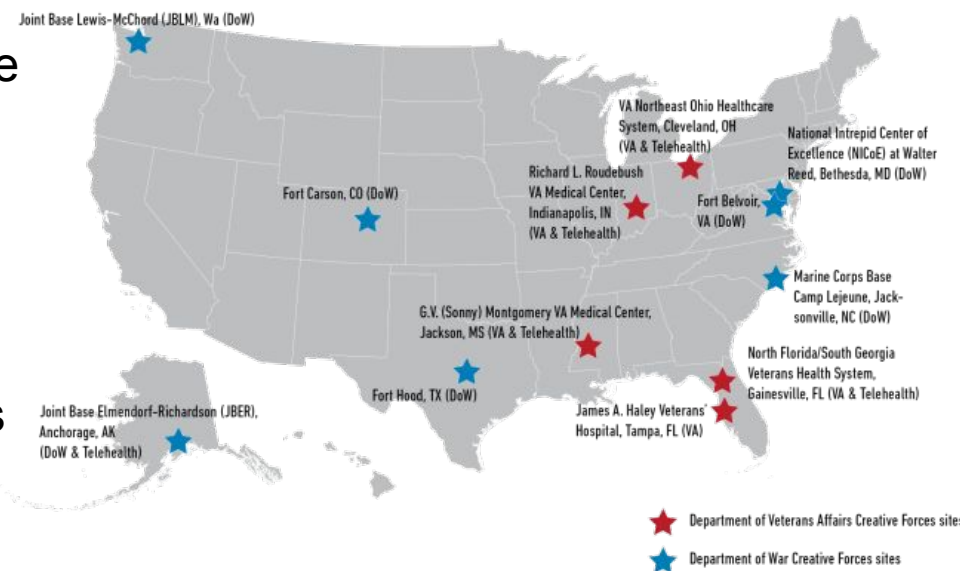 Joint Base Lewis-McChord (JBLM), Wa (DoW)
e
VA Northeast Ohio Healthcare
System, Cleveland, OH
(VA & Telehealth)
National Intrepid Center of
Excellence (NICoE) at Walter
Reed, Bethesda, MD (DoW)
Richard L. Roudebush
VA Medical Center,
Indianapolis, IN
(VA & Telehealth)
Fort Carson, CO (DoW)
Fort Belvoir,
VA (DoW)
Marine Corps Base
Camp Lejeune, Jack-
sonville, NC (DoW)
G.V. (Sonny) Montgomery VA Medical Center,
Jackson, MS (VA & Telehealth)
North Florida/South Georgia
Veterans Health System,
Gainesville, FL (VA & Telehealth)
Fort Hood, TX (DoW)
James A. Haley Veterans'
Hospital, Tampa, FL (VA)
s
Joint Base Elmendorf-Richardson (JBER),
Anchorage, AK
(DoW & Telehealth)
Department of Veterans Affairs Creative Forces sites
Department of War Creative Forces sites